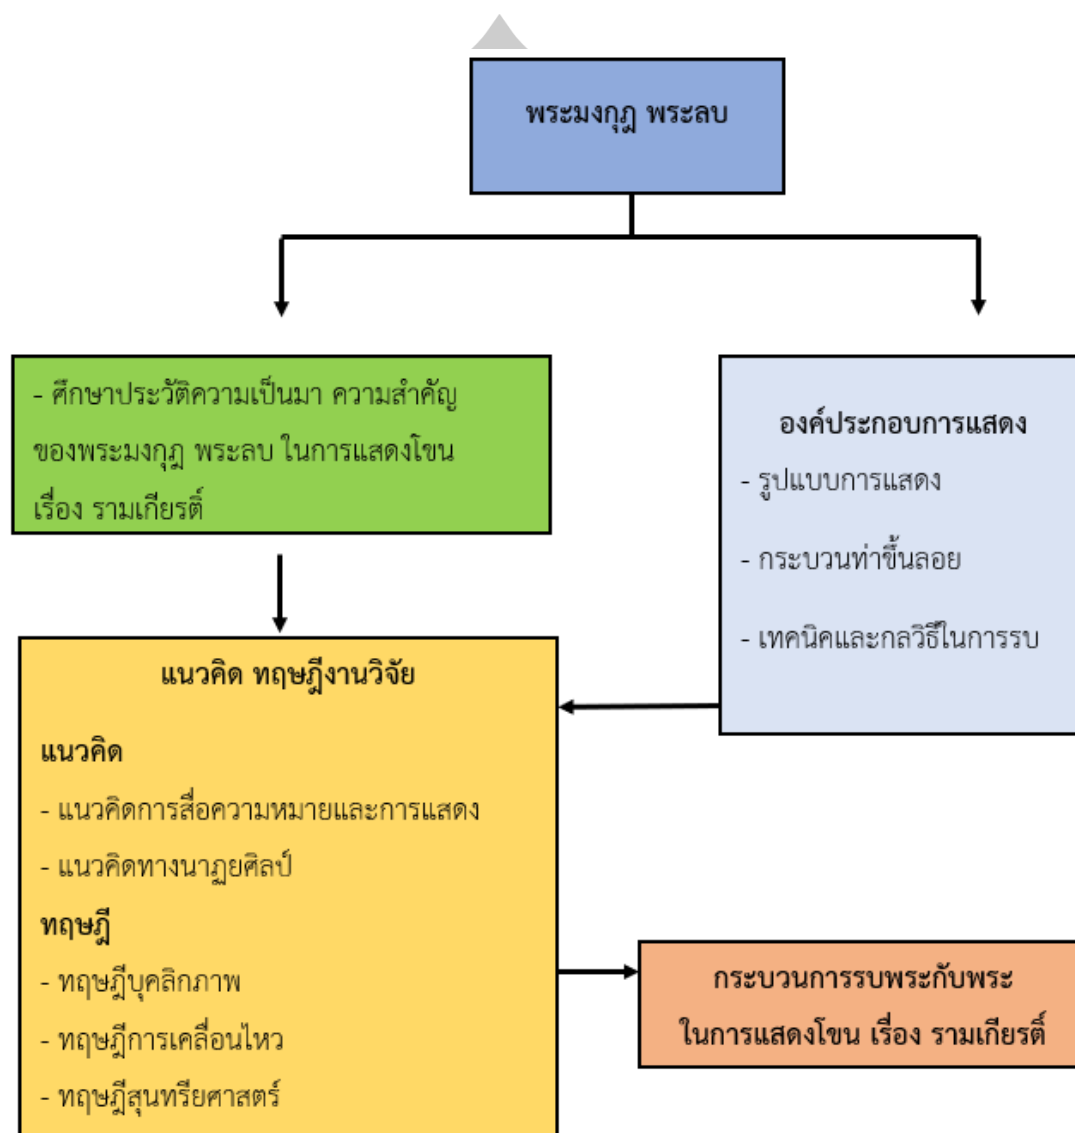 พระมงกุฎ พระลบ
- ศึกษาประวัติความเป็นมา ความสำคัญ
ของพระมงกุฎ พระลบ ในการแสดงโขน
เรื่อง รามเกียรติ์
องค์ประกอบการแสดง
- รูปแบบการแสดง
- กระบวนท่าขึ้นลอย
- เทคนิคและกลวิธีในการรบ
แนวคิด ทฤษฎีงานวิจัย
แนวคิด
- แนวคิดการสื่อความหมายและการแสดง
- แนวคิดทางนาฏยศิลป์
ทฤษฎี
- ทฤษฎีบุคลิกภาพ
- ทฤษฎีการเคลื่อนไหว
- ทฤษฎีสุนทรียศาสตร์
กระบวนการรบพระกับพระ
ในการแสดงโขน เรื่อง รามเกียรติ์